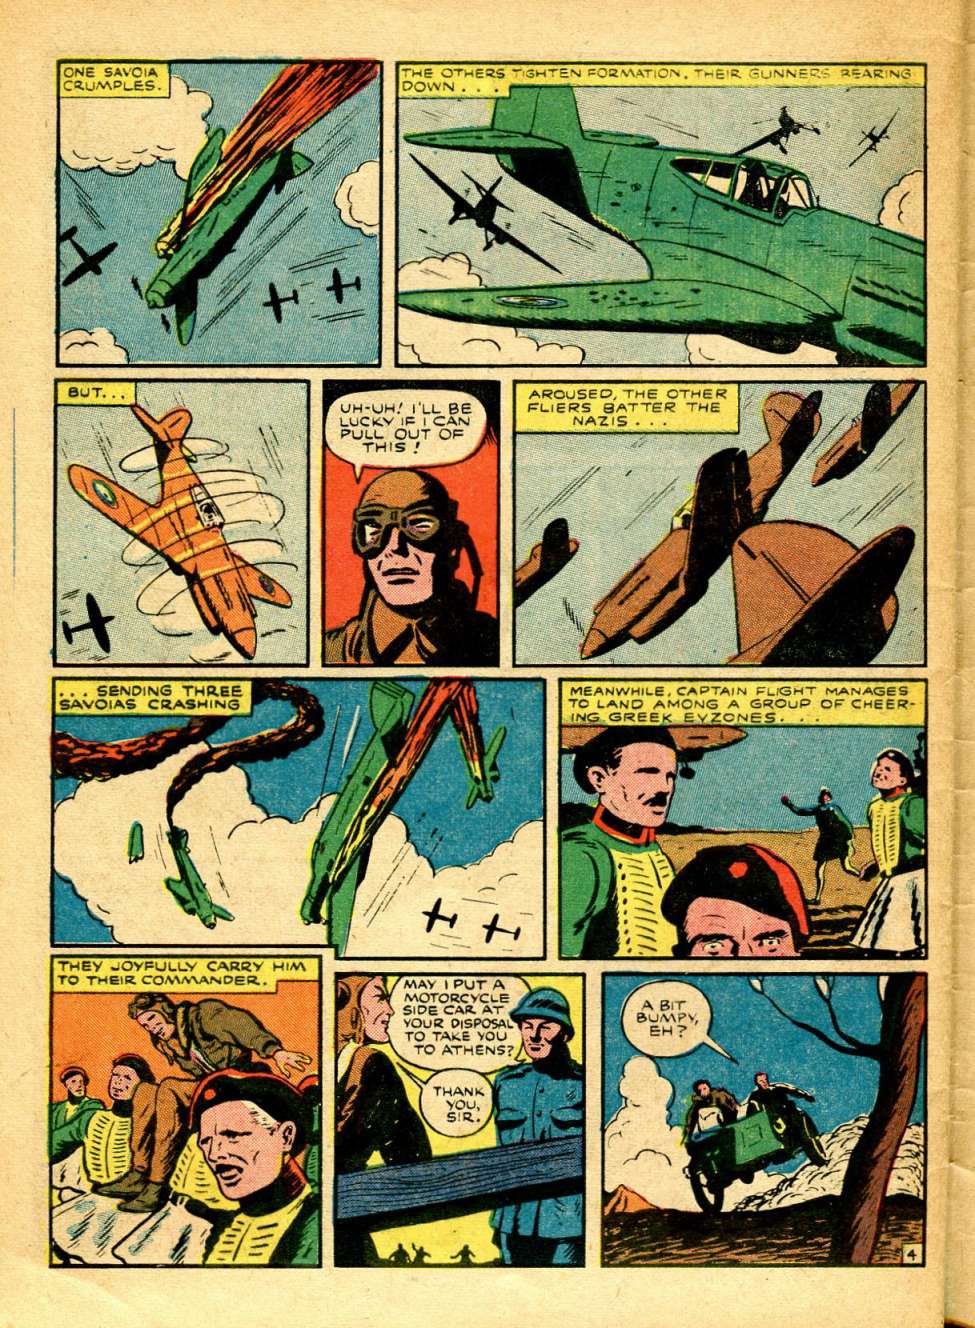 ONE SAVOIA
CRUMPLES.
THE OTHERS TIGHTEN FORMATION, THEIR GUNNERS BEARING
DOWN . . .
BUT...
UH-UH! I'LL BE
LUCKY IF I CAN
PULL OUT OF
THIS!
AROUSED, THE OTHER
FLIERS BATTER THE
NAZIS . . .
. . . SENDING THREE
SAVOIAS CRASHING
MEANWHILE, CAPTAIN FLIGHT MANAGES
TO LAND AMONG A GROUP OF CHEER-
ING GREEK EVZONES. . .
THEY JOYFULLY CARRY HIM
TO THEIR COMMANDER.
MAY I PUT A
MOTORCYCLE
SIDE CAR AT
YOUR DISPOSAL
TO TAKE YOU
TO ATHENS?
THANK
YOU,
SIR.
A BIT
BUMPY,
EH?
4